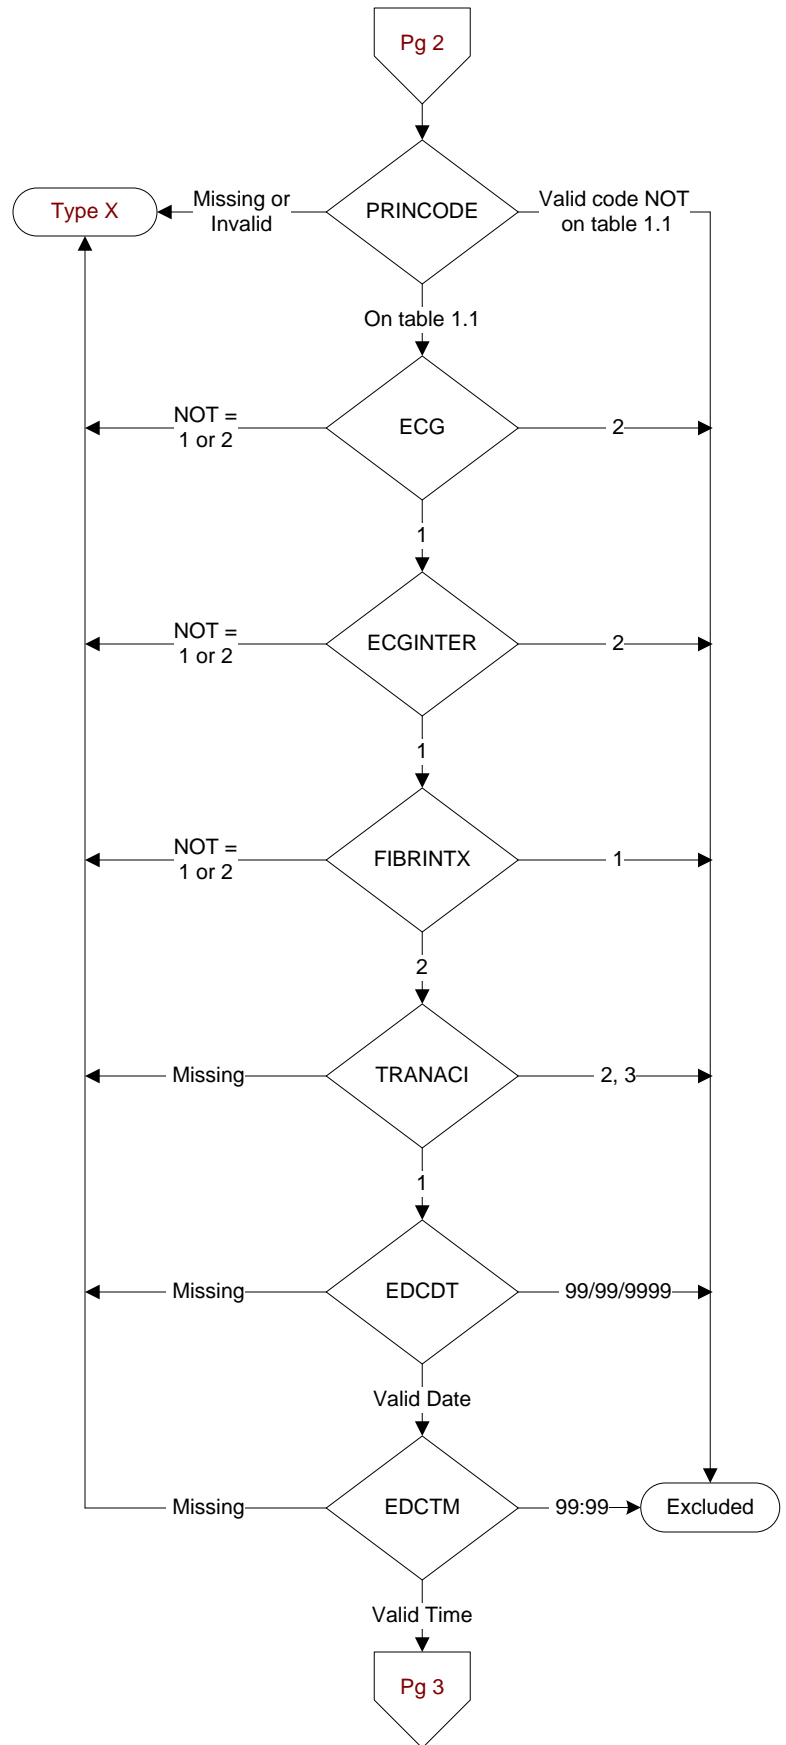 Pg 2
Type X
Missing or
Invalid
PRINCODE
Valid code NOT
on table 1.1
On table 1.1
NOT =
1 or 2
ECG
2
1
NOT =
1 or 2
ECGINTER
2
1
NOT =
1 or 2
FIBRINTX
1
2
Missing
TRANACI
2, 3
1
Missing
EDCDT
99/99/9999
Valid Date
Missing
EDCTM
99:99
Excluded
Valid Time
Pg 3